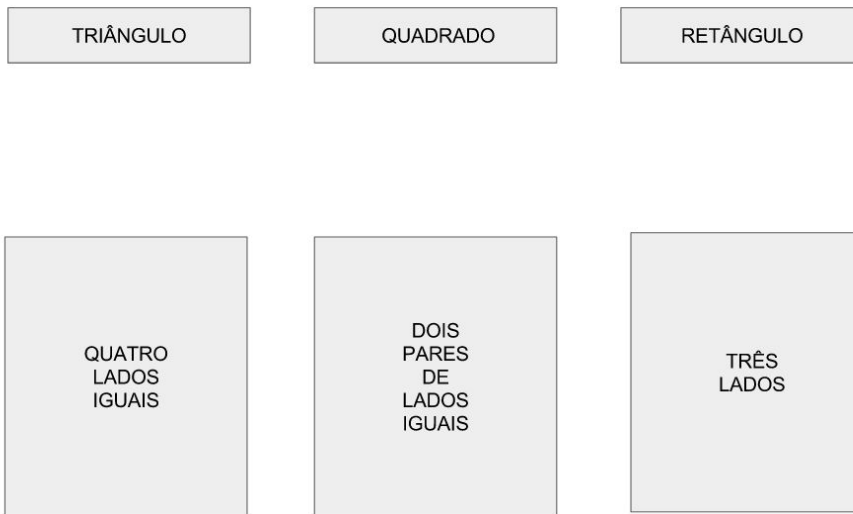 TRIÂNGULO
QUADRADO
RETÂNGULO
QUATRO
LADOS
IGUAIS
DOIS
PARES
DE
LADOS
IGUAIS
TRÊS
LADOS